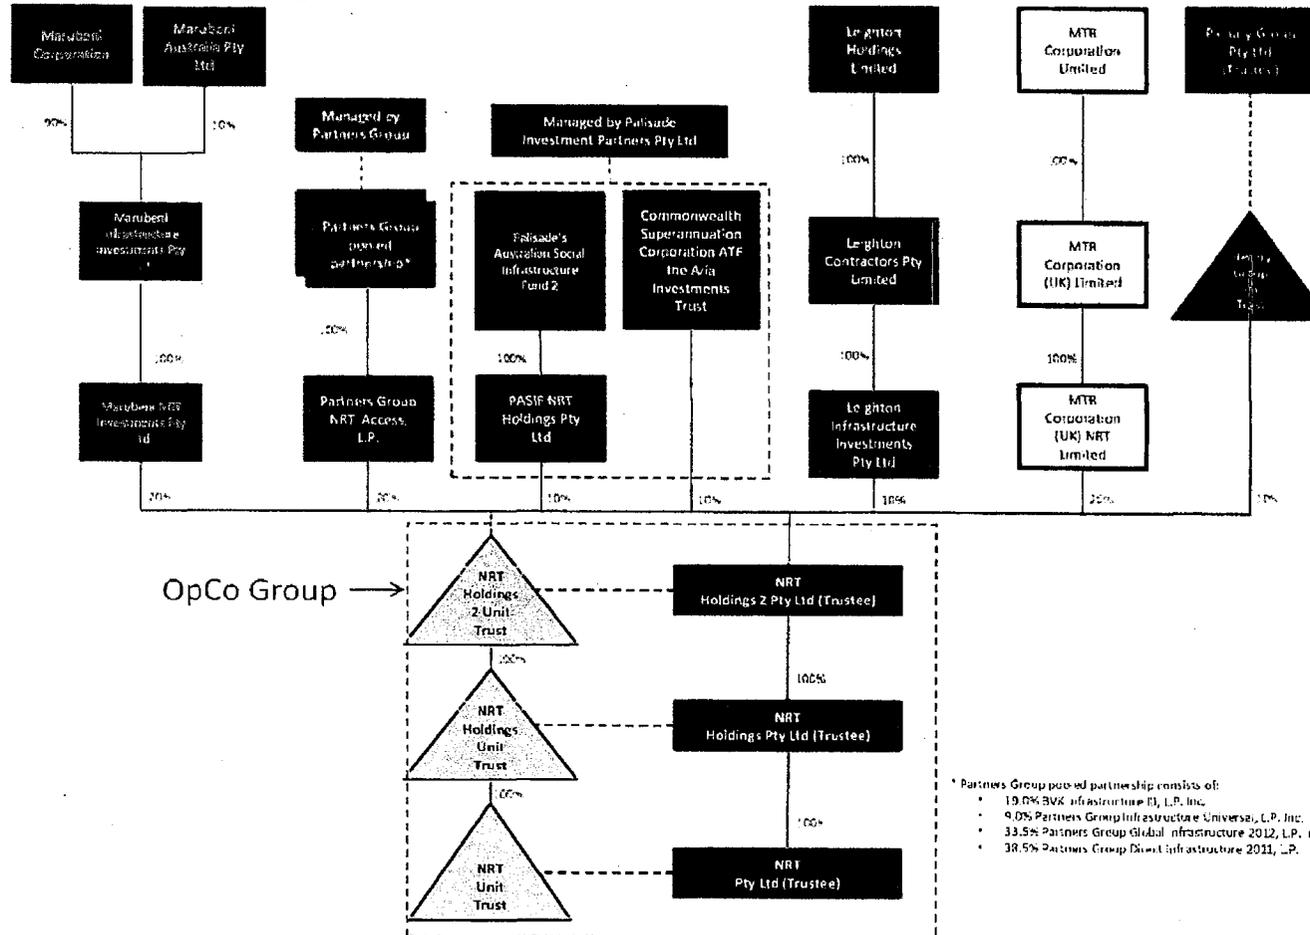 Marubeni
Corporation
Marubeni
Australia Pty
Ltd
Leighton
Holdings
Limited
MTR
Corporation
Limited
Pty Ltd
(Trustee)
90%
10%
Managed by
Partners Group
Managed by Palisade
Investment Partners Pty Ltd
100%
100%
Marubeni
Infrastructure
Investments Pty
Partners Group
pooled
partnership*
Palisade's
Australian Social
Infrastructure
Fund 2
Commonwealth
Superannuation
Corporation ATF
the Aria
Investments
Trust
Leighton
Contractors Pty
Limited
MTR
Corporation
(UK) Limited
Group
Trust
100%
100%
100%
100%
100%
Marubeni NRT
Investments Pty
Ltd
Partners Group
NRT Access,
L.P.
PASIF NRT
Holdings Pty
Ltd
Leighton
Infrastructure
Investments
Pty Ltd
MTR
Corporation
(UK) NRT
Limited
20%
20%
10%
10%
10%
20%
10%
OpCo Group
NRT
Holdings
2 Unit
Trust
NRT
Holdings 2 Pty Ltd (Trustee)
100%
100%
NRT
Holdings
Unit
Trust
NRT
Holdings Pty Ltd (Trustee)
100%
100%
NRT
Unit
Trust
NRT
Pty Ltd (Trustee)
* Partners Group pooled partnership consists of:
• 19.0% BVK Infrastructure III, L.P. Inc.
• 9.0% Partners Group Infrastructure Universal, L.P. Inc.
• 33.5% Partners Group Global Infrastructure 2012, L.P.
• 38.5% Partners Group Direct Infrastructure 2011, L.P.